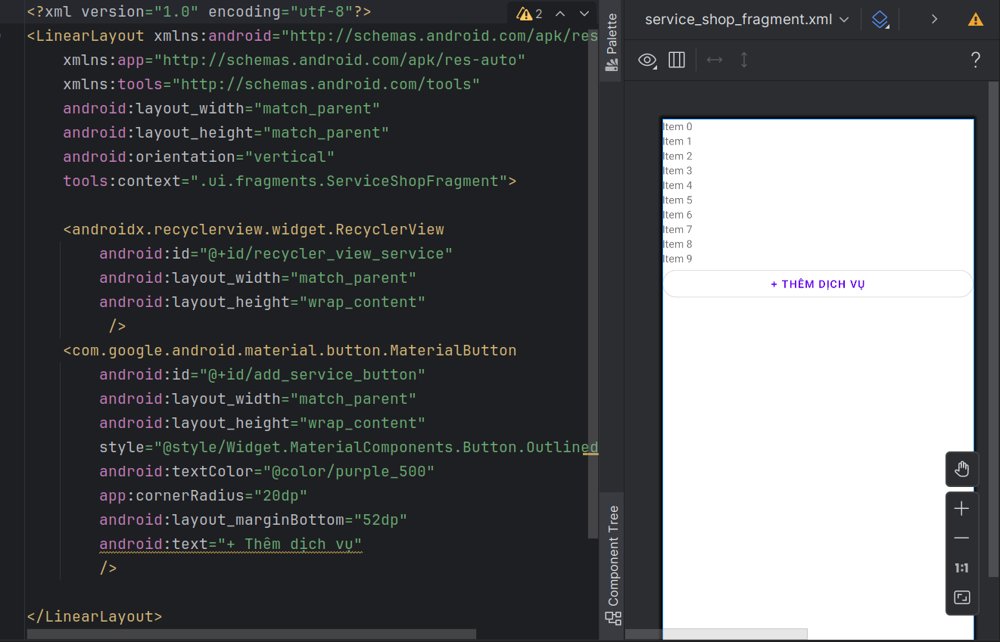 <?xml version="1.0" encoding="utf-8"?>
2
<LinearLayout xmlns:android="http://schemas.android.com/apk/res
xmlns:app="http://schemas.android.com/apk/res-auto"
xmlns:tools="http://schemas.android.com/tools"
android:layout_width="match_parent"
android:layout_height="match_parent"
android:orientation="vertical"
tools:context=".ui.fragments.ServiceShopFragment">
<androidx.recyclerview.widget.RecyclerView
android:id="@+id/recycler_view_service"
android:layout_width="match_parent"
android:layout_height="wrap_content"
/>
<com.google.android.material.button.MaterialButton
android:id="@+id/add_service_button"
android:layout_width="match_parent"
android:layout_height="wrap_content"
style="@style/Widget.MaterialComponents.Button.Outlined
android:textColor="@color/purple_500"
app:cornerRadius="20dp"
android:layout_marginBottom="52dp"
android:text="+ Thêm dịch vụ"
/>
</LinearLayout>
Palette
Component Tree
service_shop_fragment.xml
?
Item 0
Item 1
Item 2
Item 3
Item 4
Item 5
Item 6
Item 7
Item 8
Item 9
+ THÊM DỊCH VỤ
1:1